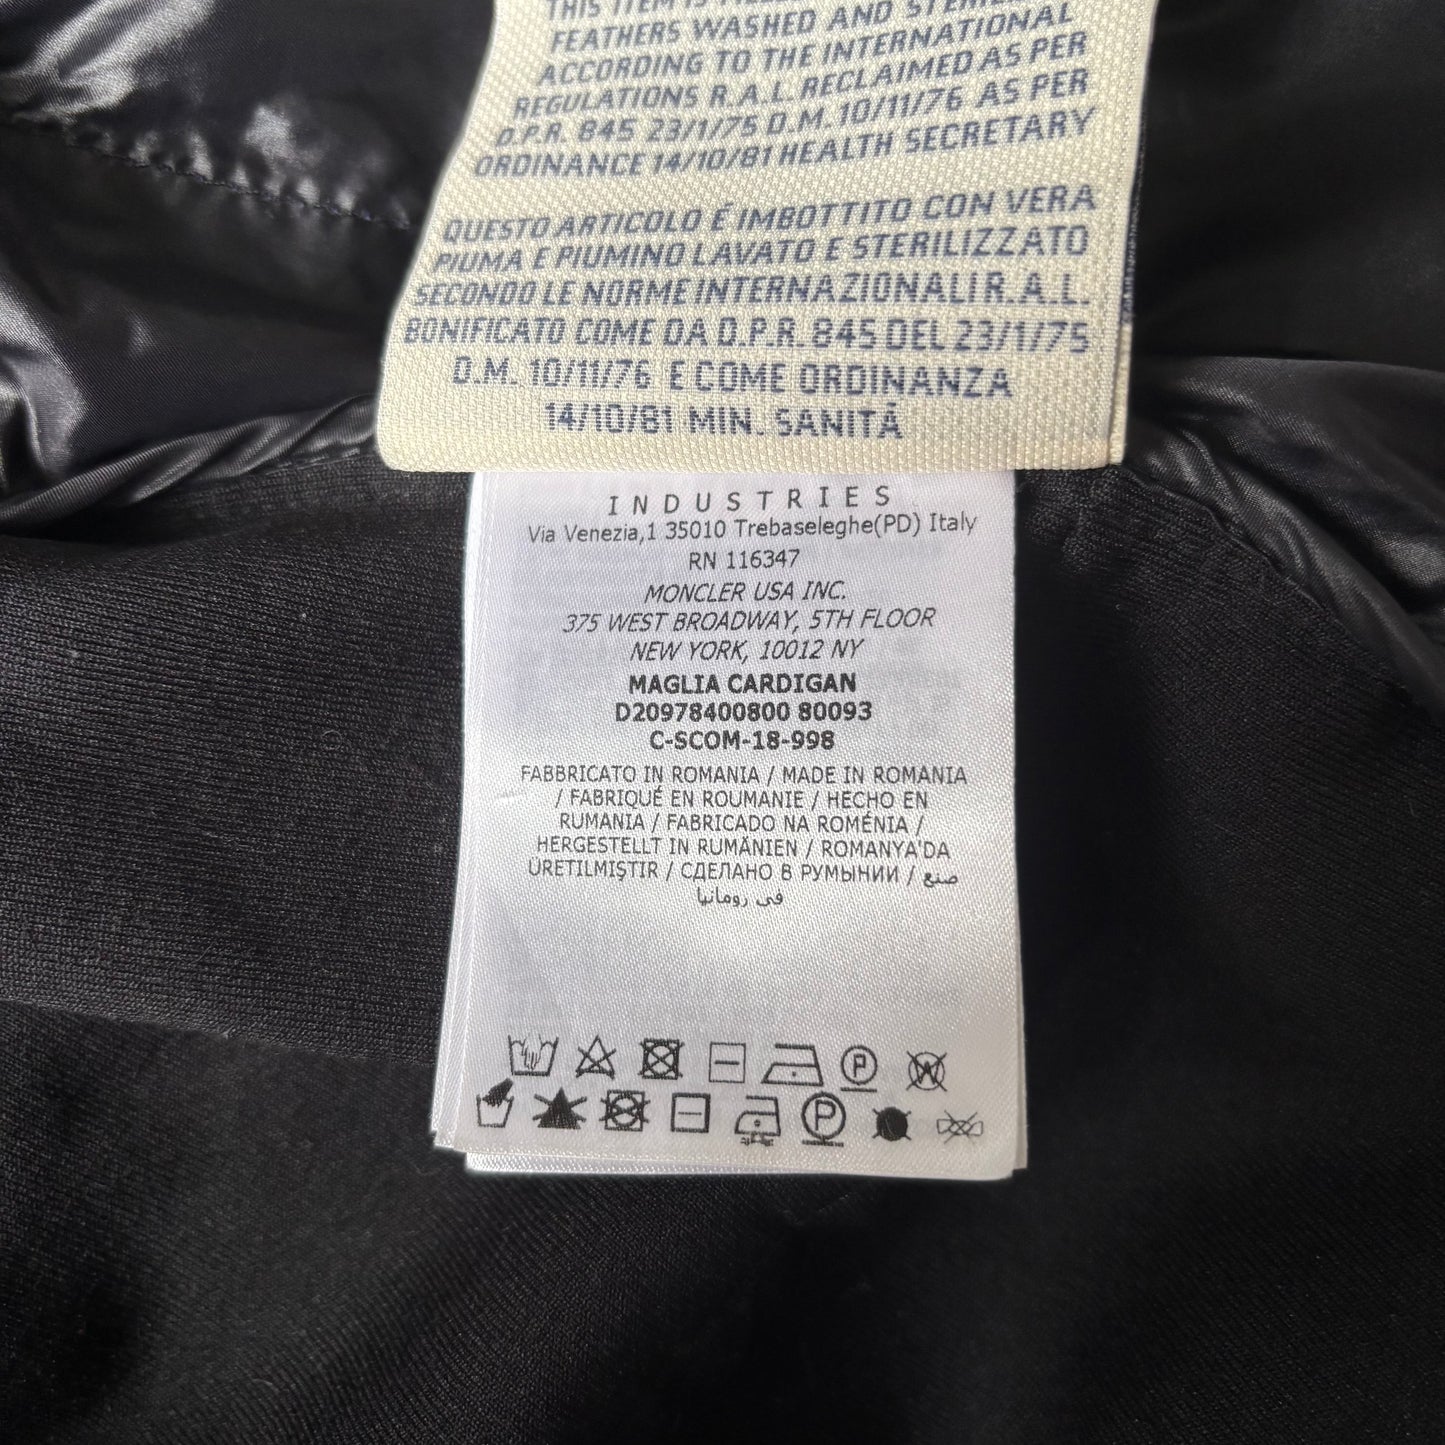 THIS ITEM IS
FEATHERS WASHED AND
ACCORDING TO THE INTERNATIONAL
REGULATIONS R.A.L. RECLAIMED AS PER
D.P.R. 845 23/1/75 D.M. 10/11/76 AS PER
ORDINANCE 14/10/81 HEALTH SECRETARY
QUESTO ARTICOLO É IMBOTTITO CON VERA
PIUMA E PIUMINO LAVATO E STERILIZZATO
SECONDO LE NORME INTERNAZIONALI R.A.L.
BONIFICATO COME DA D.P.R. 845 DEL 23/1/75
D.M. 10/11/76 E COME ORDINANZA
14/10/81 MIN. SANITÁ
INDUSTRIES
Via Venezia,1 35010 Trebaseleghe(PD) Italy
RN 116347
MONCLER USA INC.
375 WEST BROADWAY, 5TH FLOOR
NEW YORK, 10012 NY
MAGLIA CARDIGAN
D20978400800 80093
C-SCOM-18-998
FABBRICATO IN ROMANIA / MADE IN ROMANIA
/ FABRIQUÉ EN ROUMANIE / HECHO EN
RUMANIA / FABRICADO NA ROMÉNIA /
HERGESTELLT IN RUMÄNIEN / ROMANYA'DA
ÜRETILMIŞTIR / СДЕЛАНО В РУМЫНИИ / صنع
في رومانيا
P
W
P